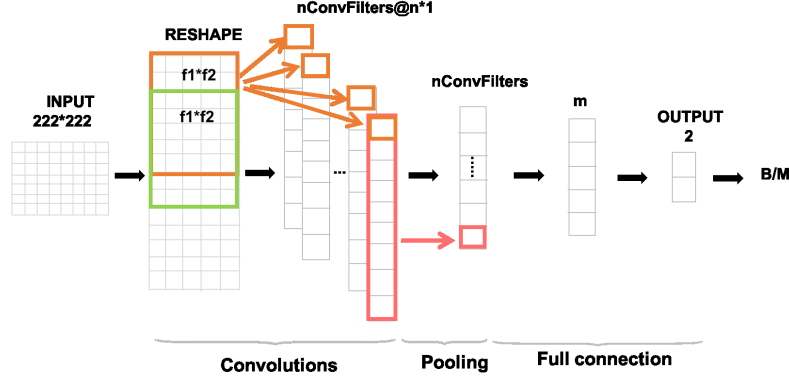 nConvFilters@n*1
RESHAPE
f1*f2
f1*f2
INPUT
222*222
...
nConvFilters
m
OUTPUT
2
B/M
Convolutions
Pooling
Full connection